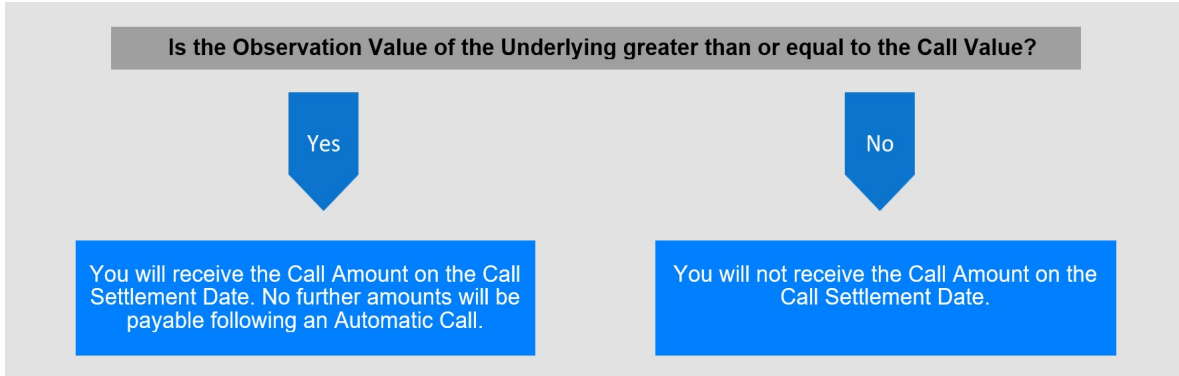 Is the Observation Value of the Underlying greater than or equal to the Call Value?
Yes
No
You will receive the Call Amount on the Call
Settlement Date. No further amounts will be
payable following an Automatic Call.
You will not receive the Call Amount on the
Call Settlement Date.